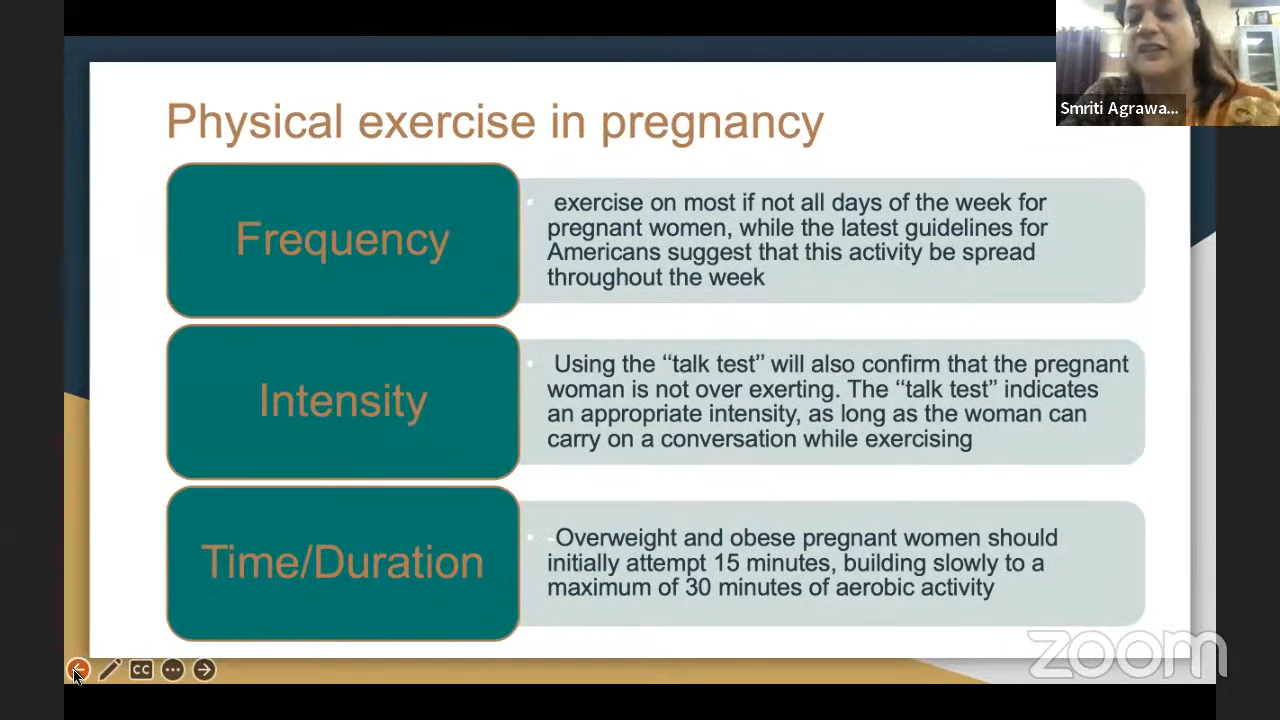 Smriti Agrawa...
Physical exercise in pregnancy
Frequency
• exercise on most if not all days of the week for
pregnant women, while the latest guidelines for
Americans suggest that this activity be spread
throughout the week
Intensity
• Using the “talk test” will also confirm that the pregnant
woman is not over exerting. The “talk test” indicates
an appropriate intensity, as long as the woman can
carry on a conversation while exercising
Time/Duration
• -Overweight and obese pregnant women should
initially attempt 15 minutes, building slowly to a
maximum of 30 minutes of aerobic activity
CC
zoom